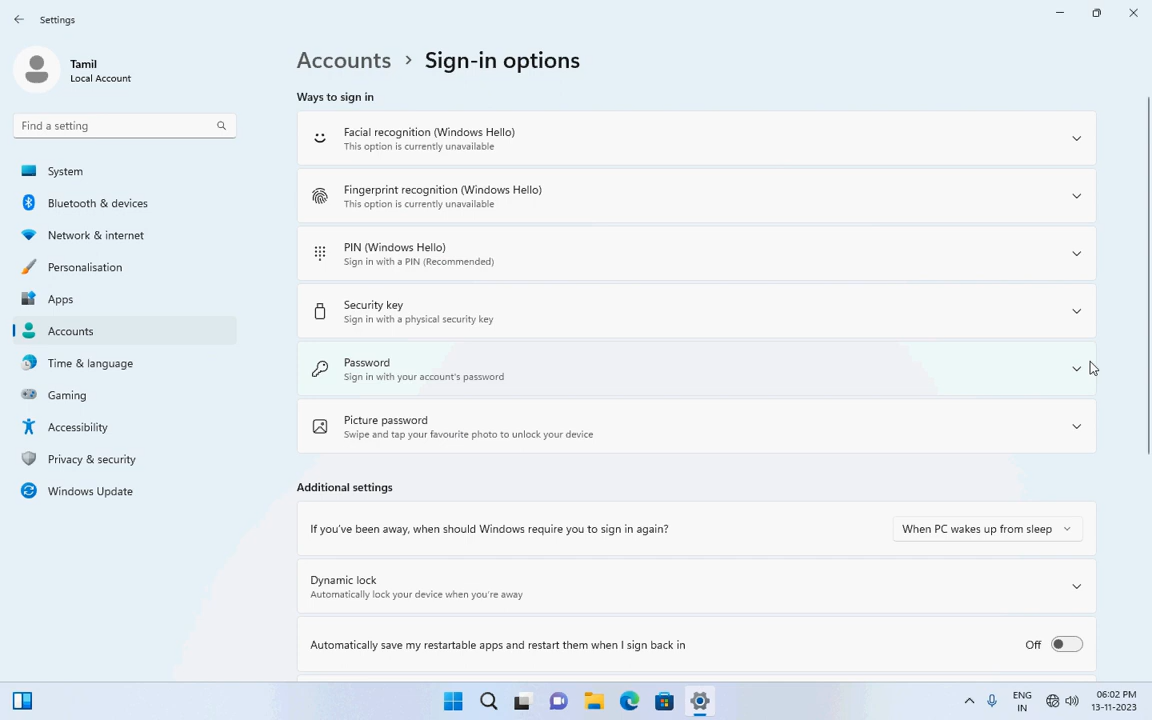 Settings
Tamil
Local Account
Find a setting
System
Bluetooth & devices
Network & internet
Personalisation
Apps
Accounts
Time & language
Gaming
Accessibility
Privacy & security
Windows Update
Accounts > Sign-in options
Ways to sign in
Facial recognition (Windows Hello)
This option is currently unavailable
Fingerprint recognition (Windows Hello)
This option is currently unavailable
PIN (Windows Hello)
Sign in with a PIN (Recommended)
Security key
Sign in with a physical security key
Password
Sign in with your account's password
Picture password
Swipe and tap your favourite photo to unlock your device
Additional settings
If you've been away, when should Windows require you to sign in again? When PC wakes up from sleep
Dynamic lock
Automatically lock your device when you're away
Automatically save my restartable apps and restart them when I sign back in Off
ENG
IN
06:02 PM
13-11-2023